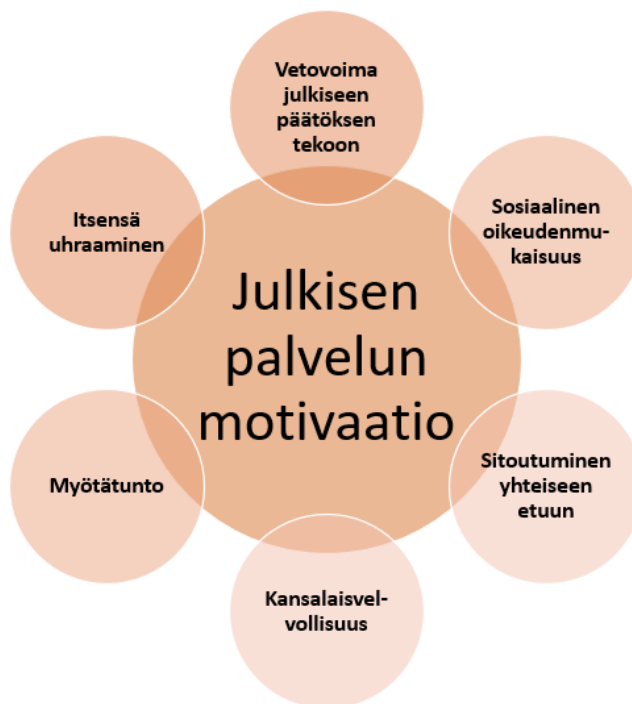 Vetovoima
julkiseen
päätöksen
tekoon
Itsensä
uhraaminen
Sosiaalinen
oikeudenmu-
kaisuus
Julkisen
palvelun
motivaatio
Myötätunto
Sitoutuminen
yhteiseen
etuun
Kansalaisvel-
vollisuus